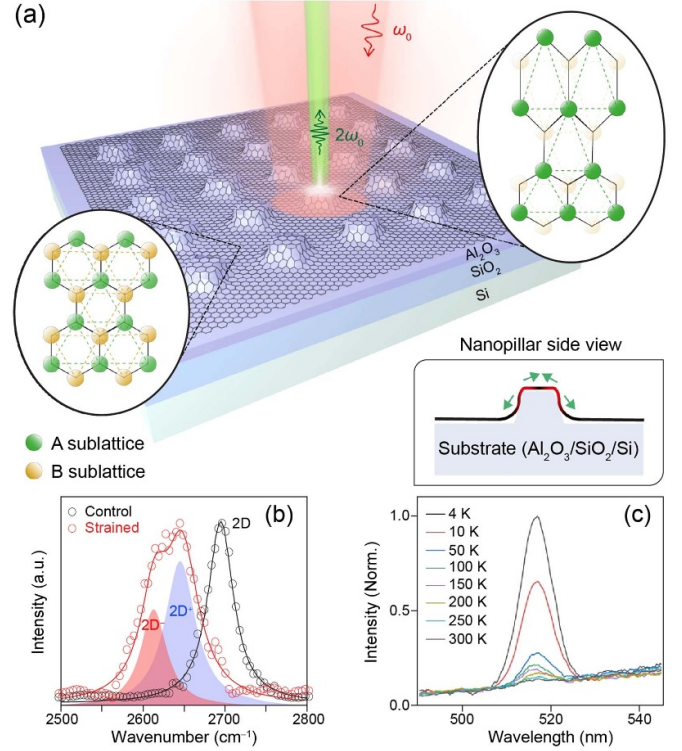 (a)
ω₀
2ω₀
Al₂O₃
SiO₂
Si
Nanopillar side view
Substrate (Al₂O₃/SiO₂/Si)
A sublattice
B sublattice
(b)
Control
Strained
2D
2D⁻
2D⁺
Intensity (a.u.)
2500 2600 2700 2800
Wavenumber (cm⁻¹)
(c)
4 K
10 K
50 K
100 K
150 K
200 K
250 K
300 K
Intensity (Norm.)
1.0
0.5
0.0
500 520 540
Wavelength (nm)